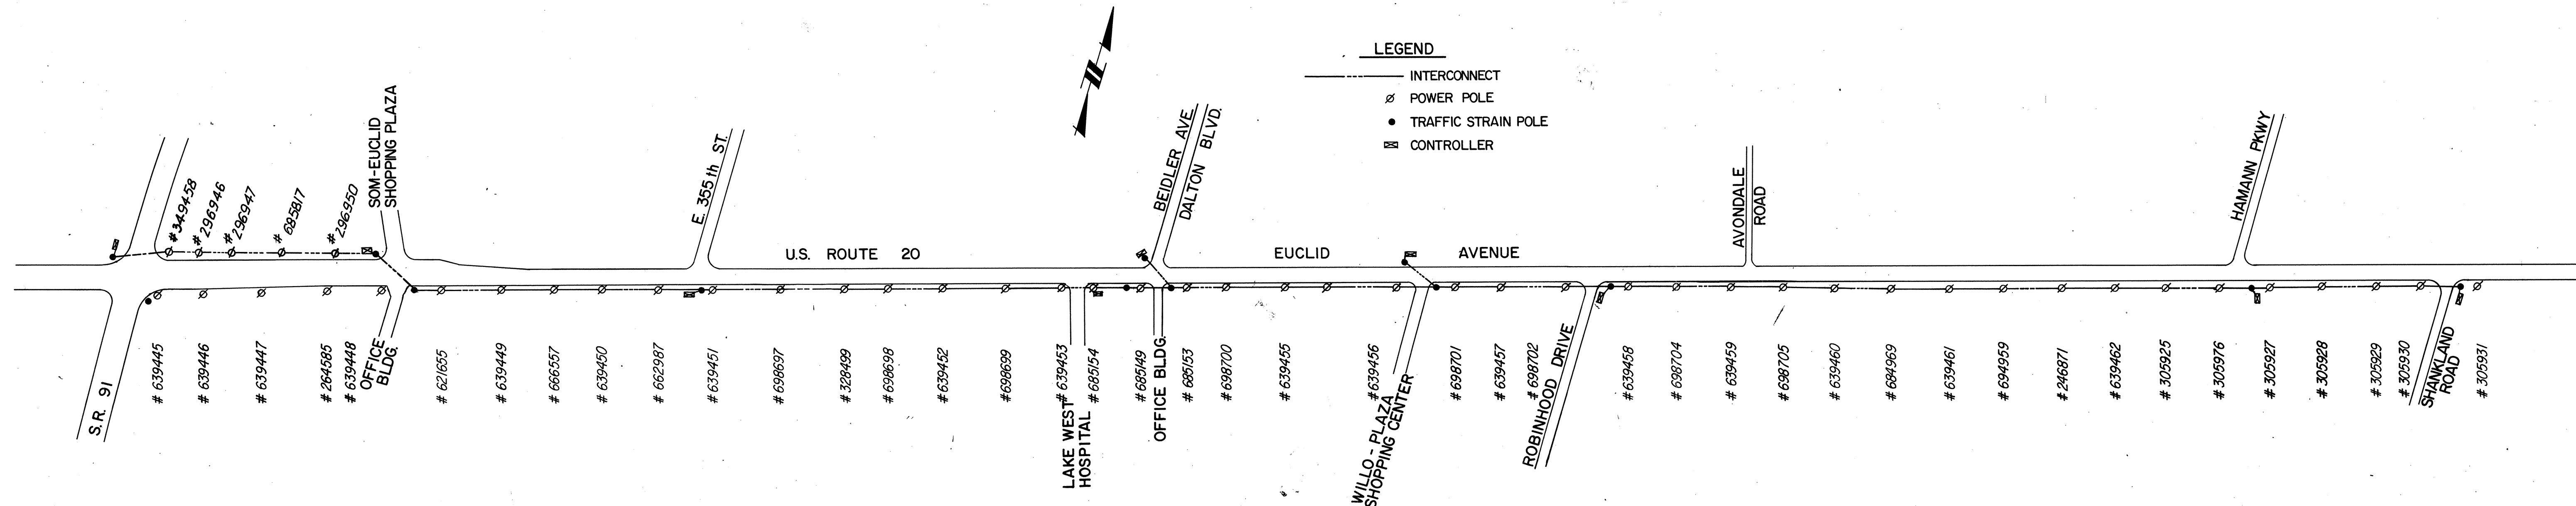 LEGEND
INTERCONNECT
POWER POLE
TRAFFIC STRAIN POLE
CONTROLLER
N
#349458
#296946
#296947
#685817
#296950
SOM-EUCLID
SHOPPING PLAZA
E. 355th ST.
BEIDLER AVE
DALTON BLVD.
AVONDALE
ROAD
HAMANN PKWY
U.S. ROUTE 20
EUCLID AVENUE
S.R. 91
#639445
#639446
#639447
#264585
#639448
OFFICE
BLDG.
#621655
#639449
#666557
#639450
#662987
#639451
#698697
#328499
#698698
#639452
#698699
#639453
LAKE WEST
HOSPITAL
#685154
#685149
OFFICE BLDG.
#685153
#698700
#639455
#639456
WILLO-PLAZA
SHOPPING CENTER
#698701
#639457
#698702
ROBINHOOD DRIVE
#639458
#698704
#639459
#698705
#639460
#684969
#639461
#694959
#246871
#639462
#305925
#305976
#305927
#305928
#305929
#305930
SHANKLAND
ROAD
#305931